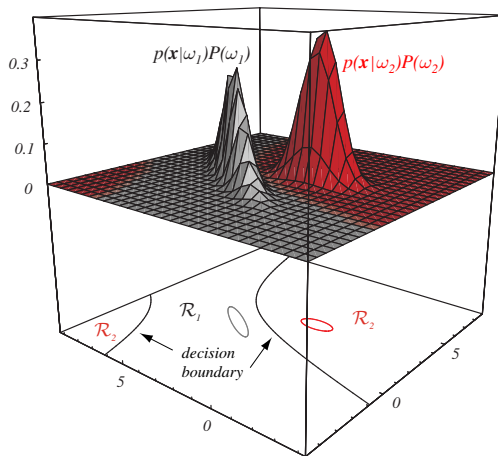 0.3
p(x|ω₁)P(ω₁)
p(x|ω₂)P(ω₂)
0.2
0.1
0
R₂
R₁
R₂
decision
boundary
5
0
5
0